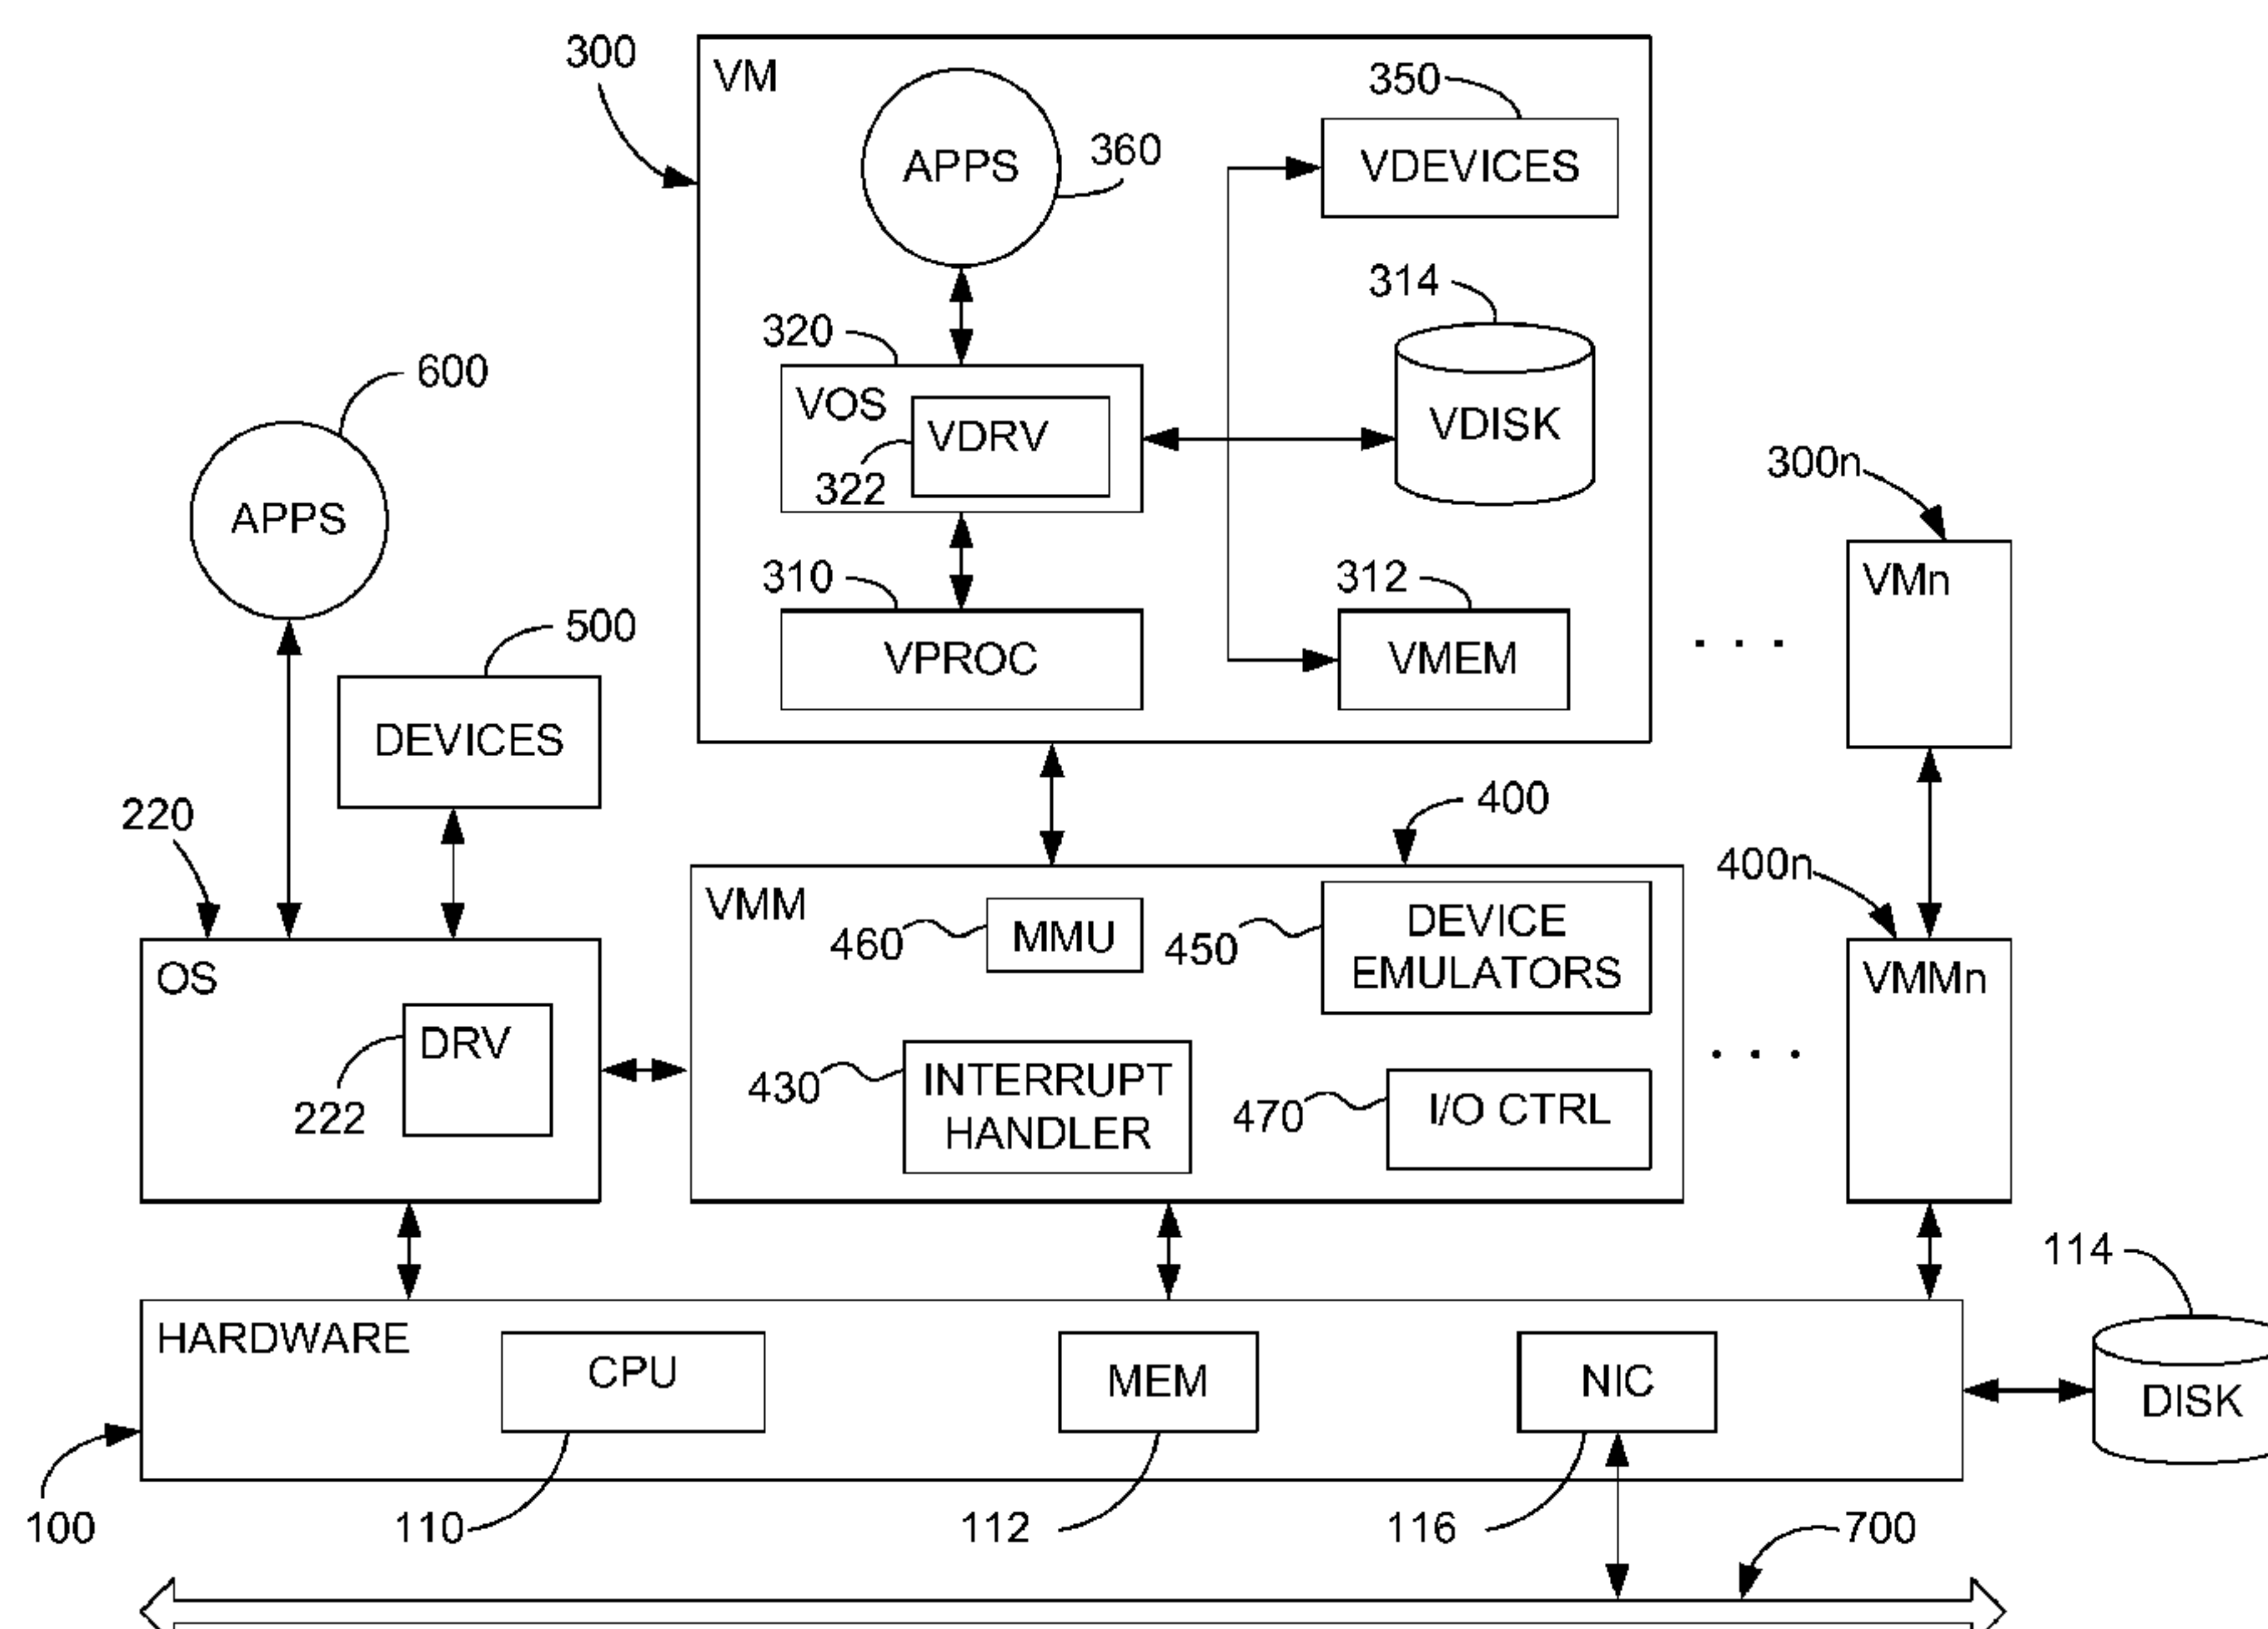 300
VM
350
APPS
360
VDEVICES
314
320
600
VOS
VDRV
322
VDISK
300n
APPS
310
312
VMn
500
VPROC
VMEM
. . .
DEVICES
220
400
400n
VMM
460
MMU
450
DEVICE
EMULATORS
OS
VMMn
DRV
222
430
INTERRUPT
HANDLER
470
I/O CTRL
. . .
114
HARDWARE
CPU
MEM
NIC
DISK
100
110
112
116
700